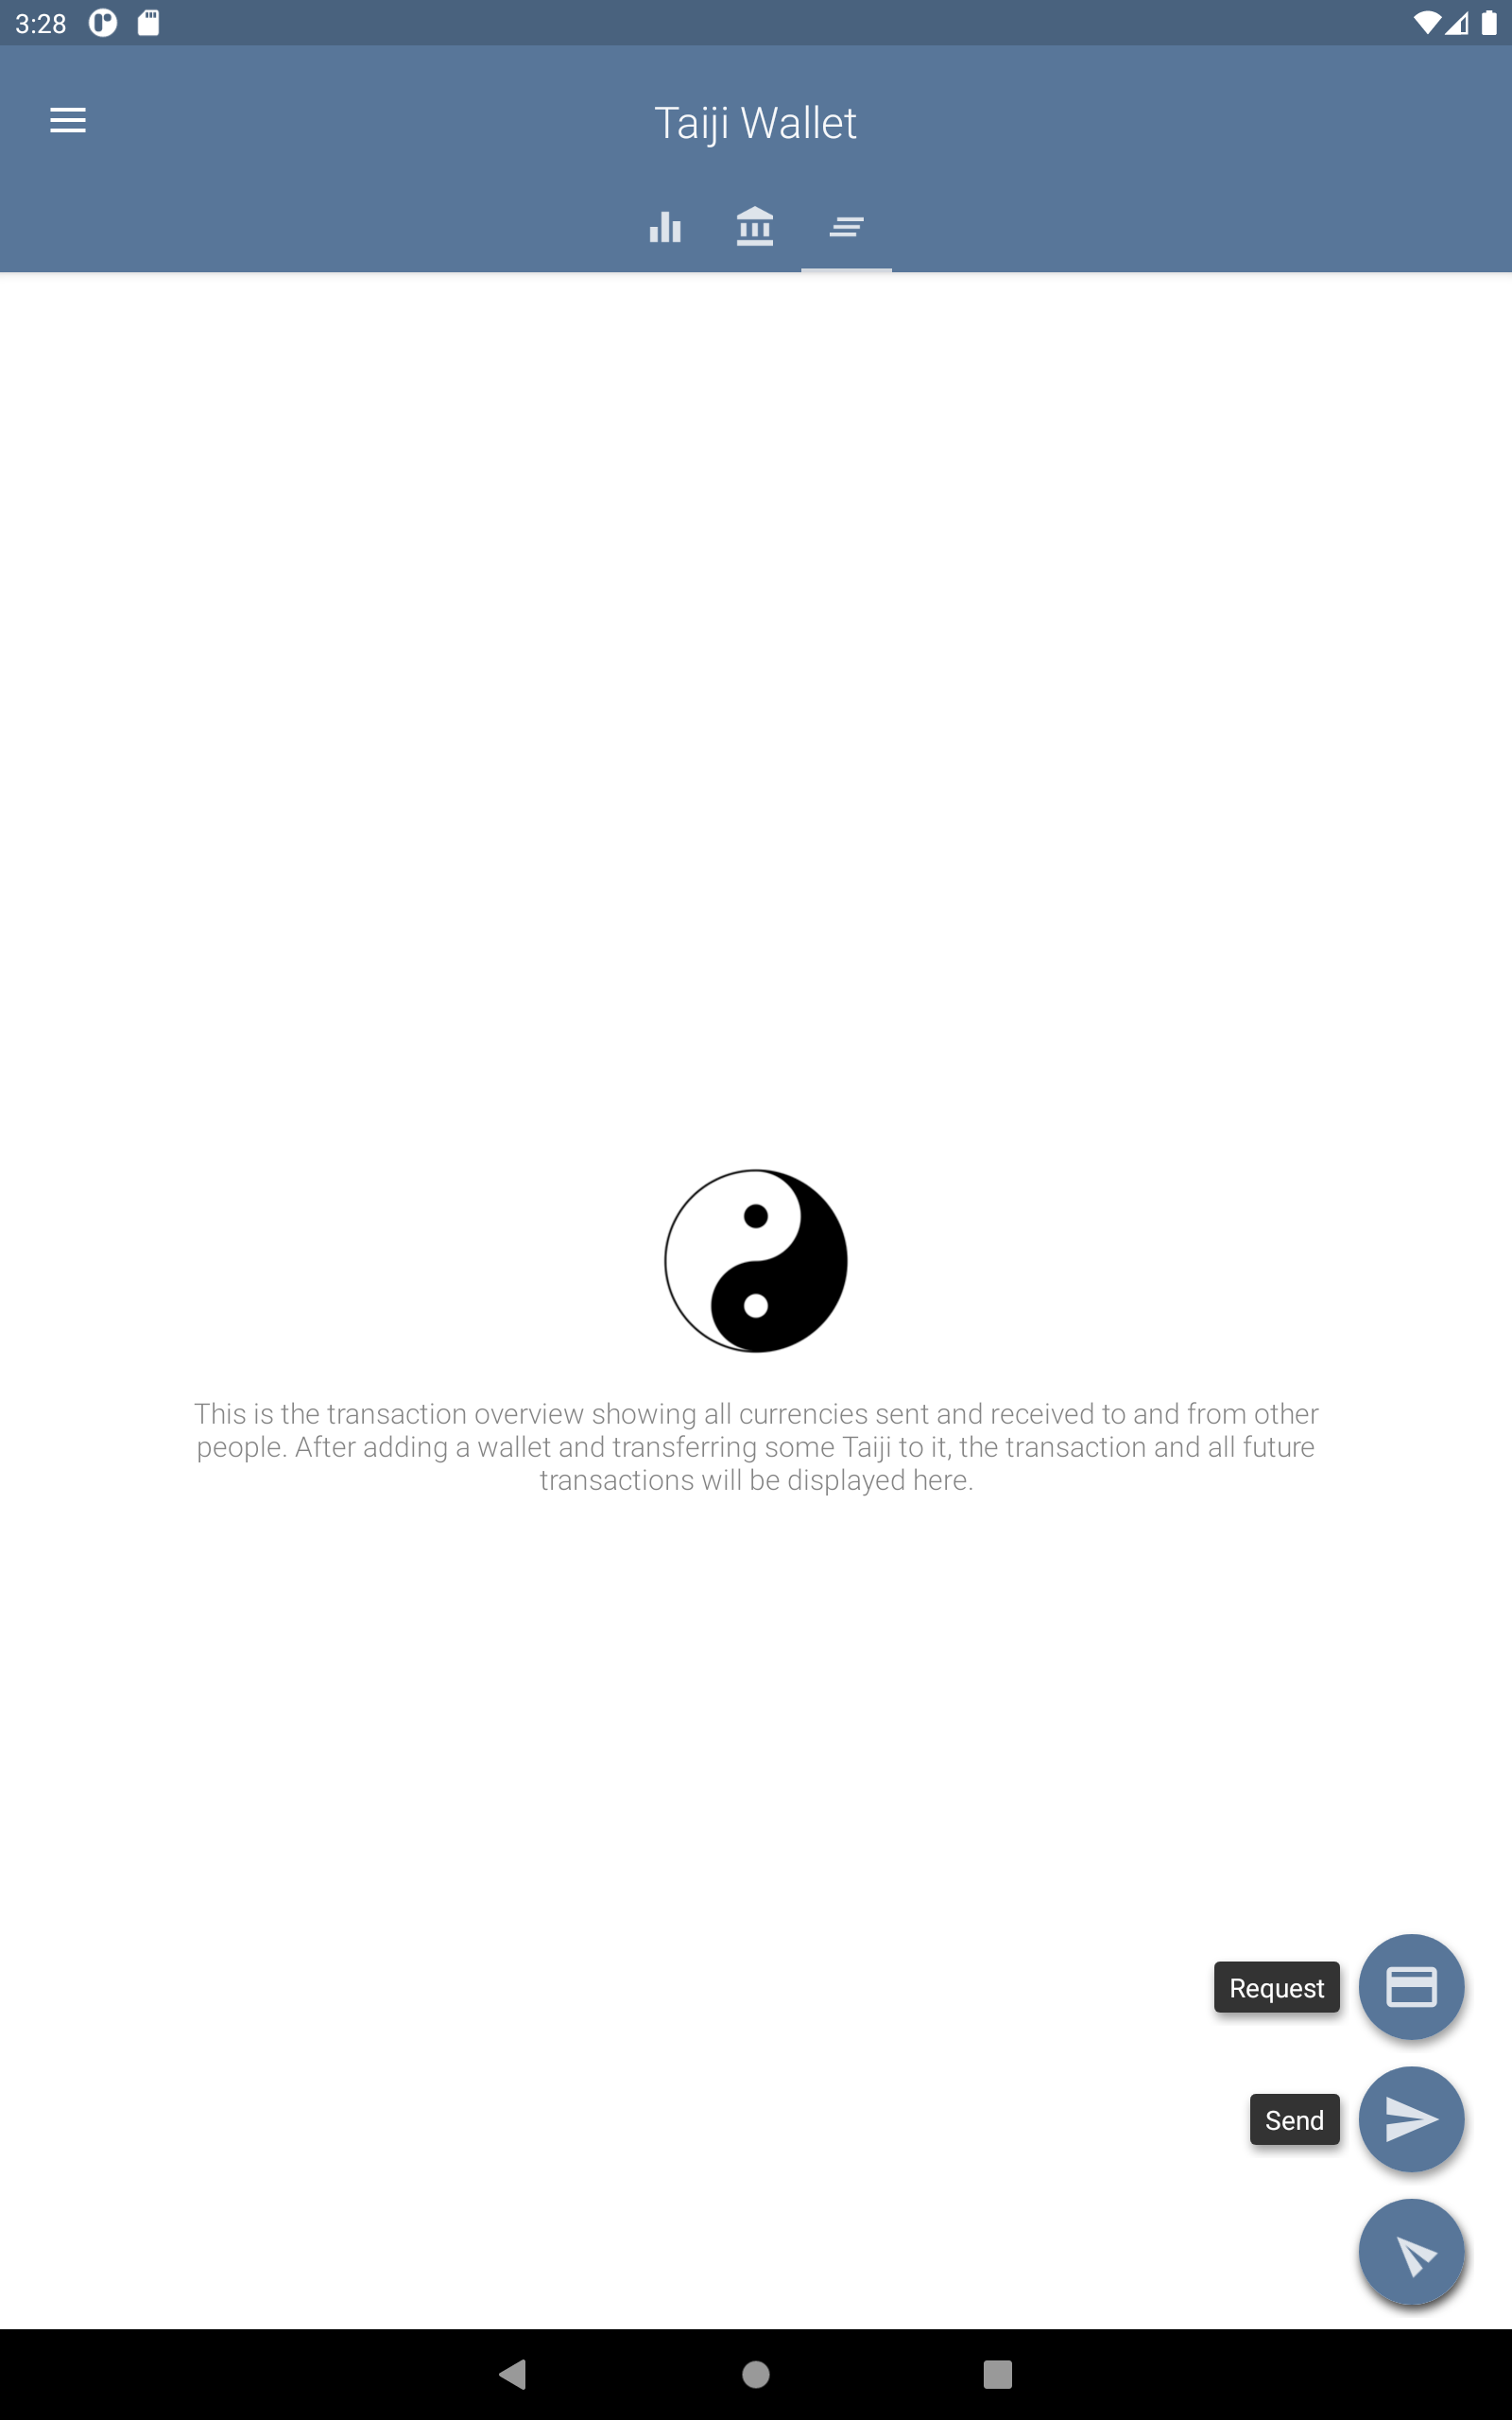 3:28
Taiji Wallet
This is the transaction overview showing all currencies sent and received to and from other
people. After adding a wallet and transferring some Taiji to it, the transaction and all future
transactions will be displayed here.
Request
Send